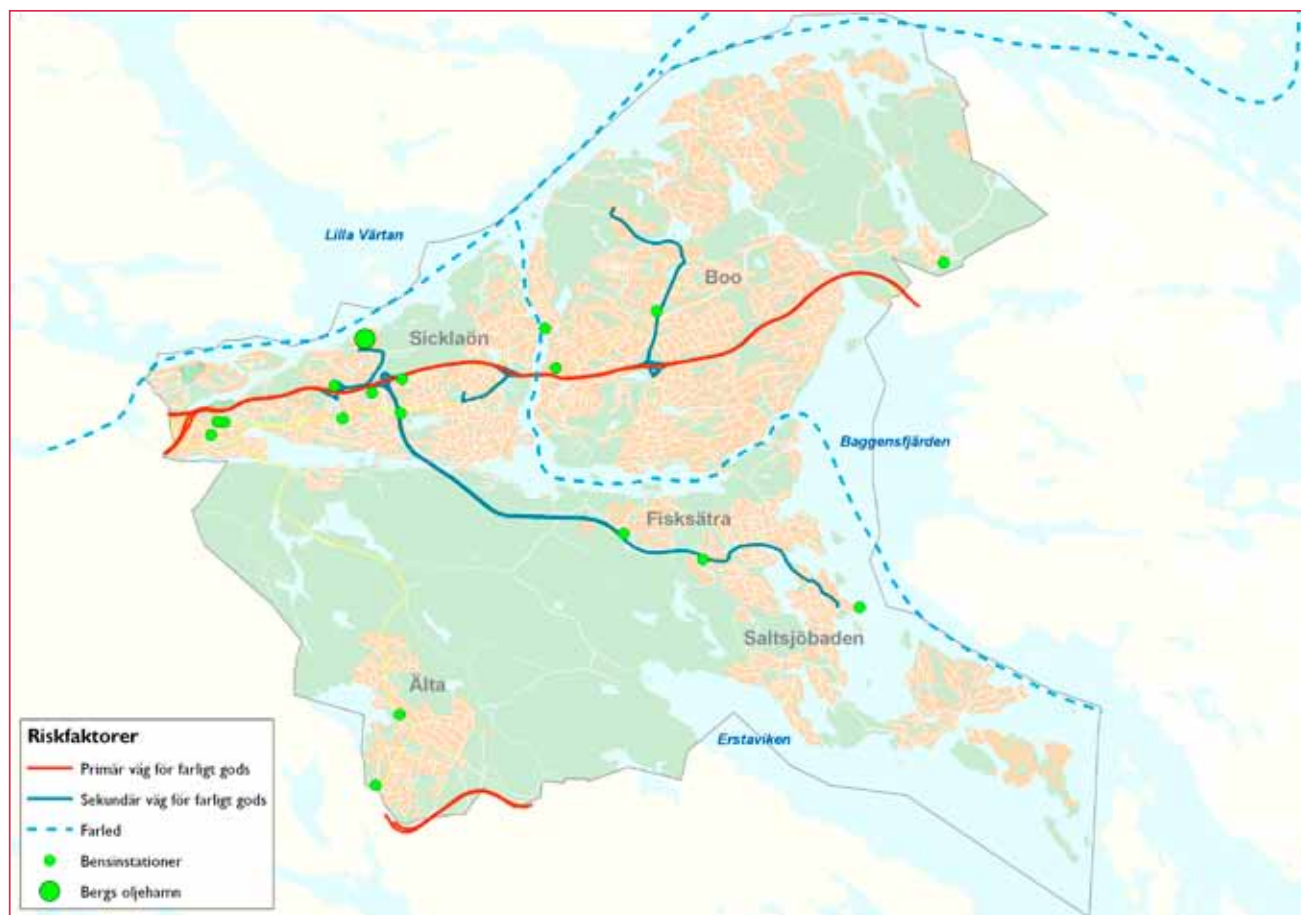 Lilla Värtan
Boo
Sicklaön
Baggensfjärden
Fisksätra
Saltsjöbaden
Älta
Erstaviken
Riskfaktorer
Primär väg för farligt gods
Sekundär väg för farligt gods
Farled
Bensinstationer
Bergs oljehamn